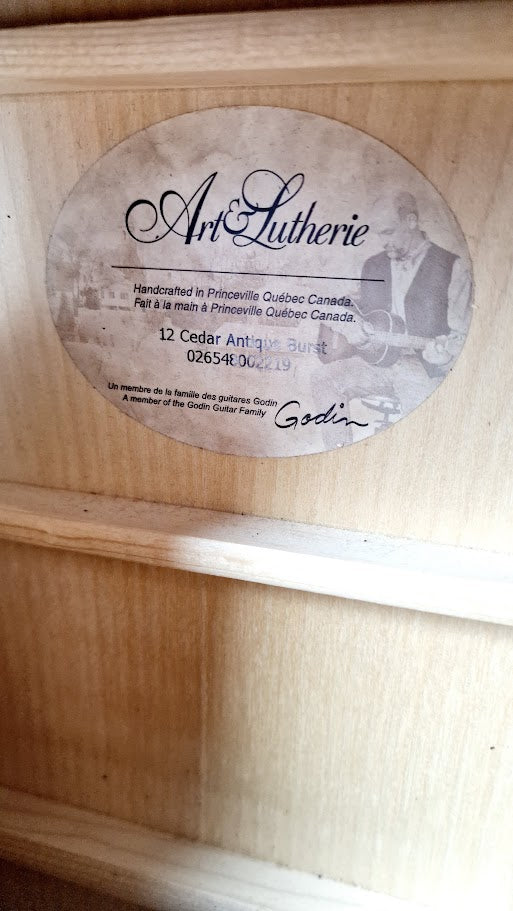 Art & Lutherie
Handcrafted in Princeville Québec Canada.
Fait à la main à Princeville Québec Canada.
12 Cedar Antique Burst
026548002219
Un membre de la famille des guitares Godin
A member of the Godin Guitar Family
Godin